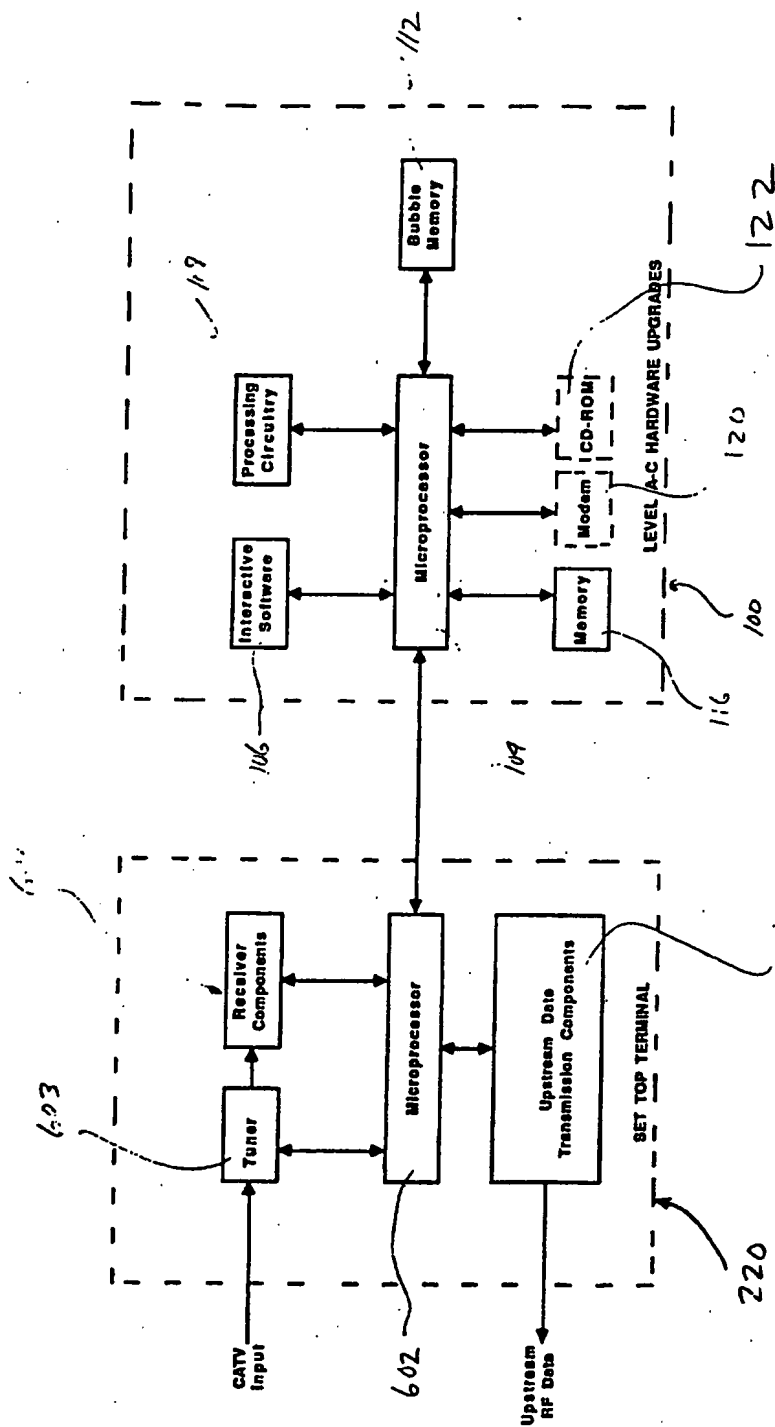 CATV
Input
Upstream
RF Data
603
Tuner
Receiver
Components
602
Microprocessor
Upstream Data
Transmission Components
SET TOP TERMINAL
220
104
106
Interactive
Software
Processing
Circuitry
Microprocessor
Bubble
Memory
112
Memory
Modem
CD-ROM
116
120
122
LEVEL A-C HARDWARE UPGRADES
100